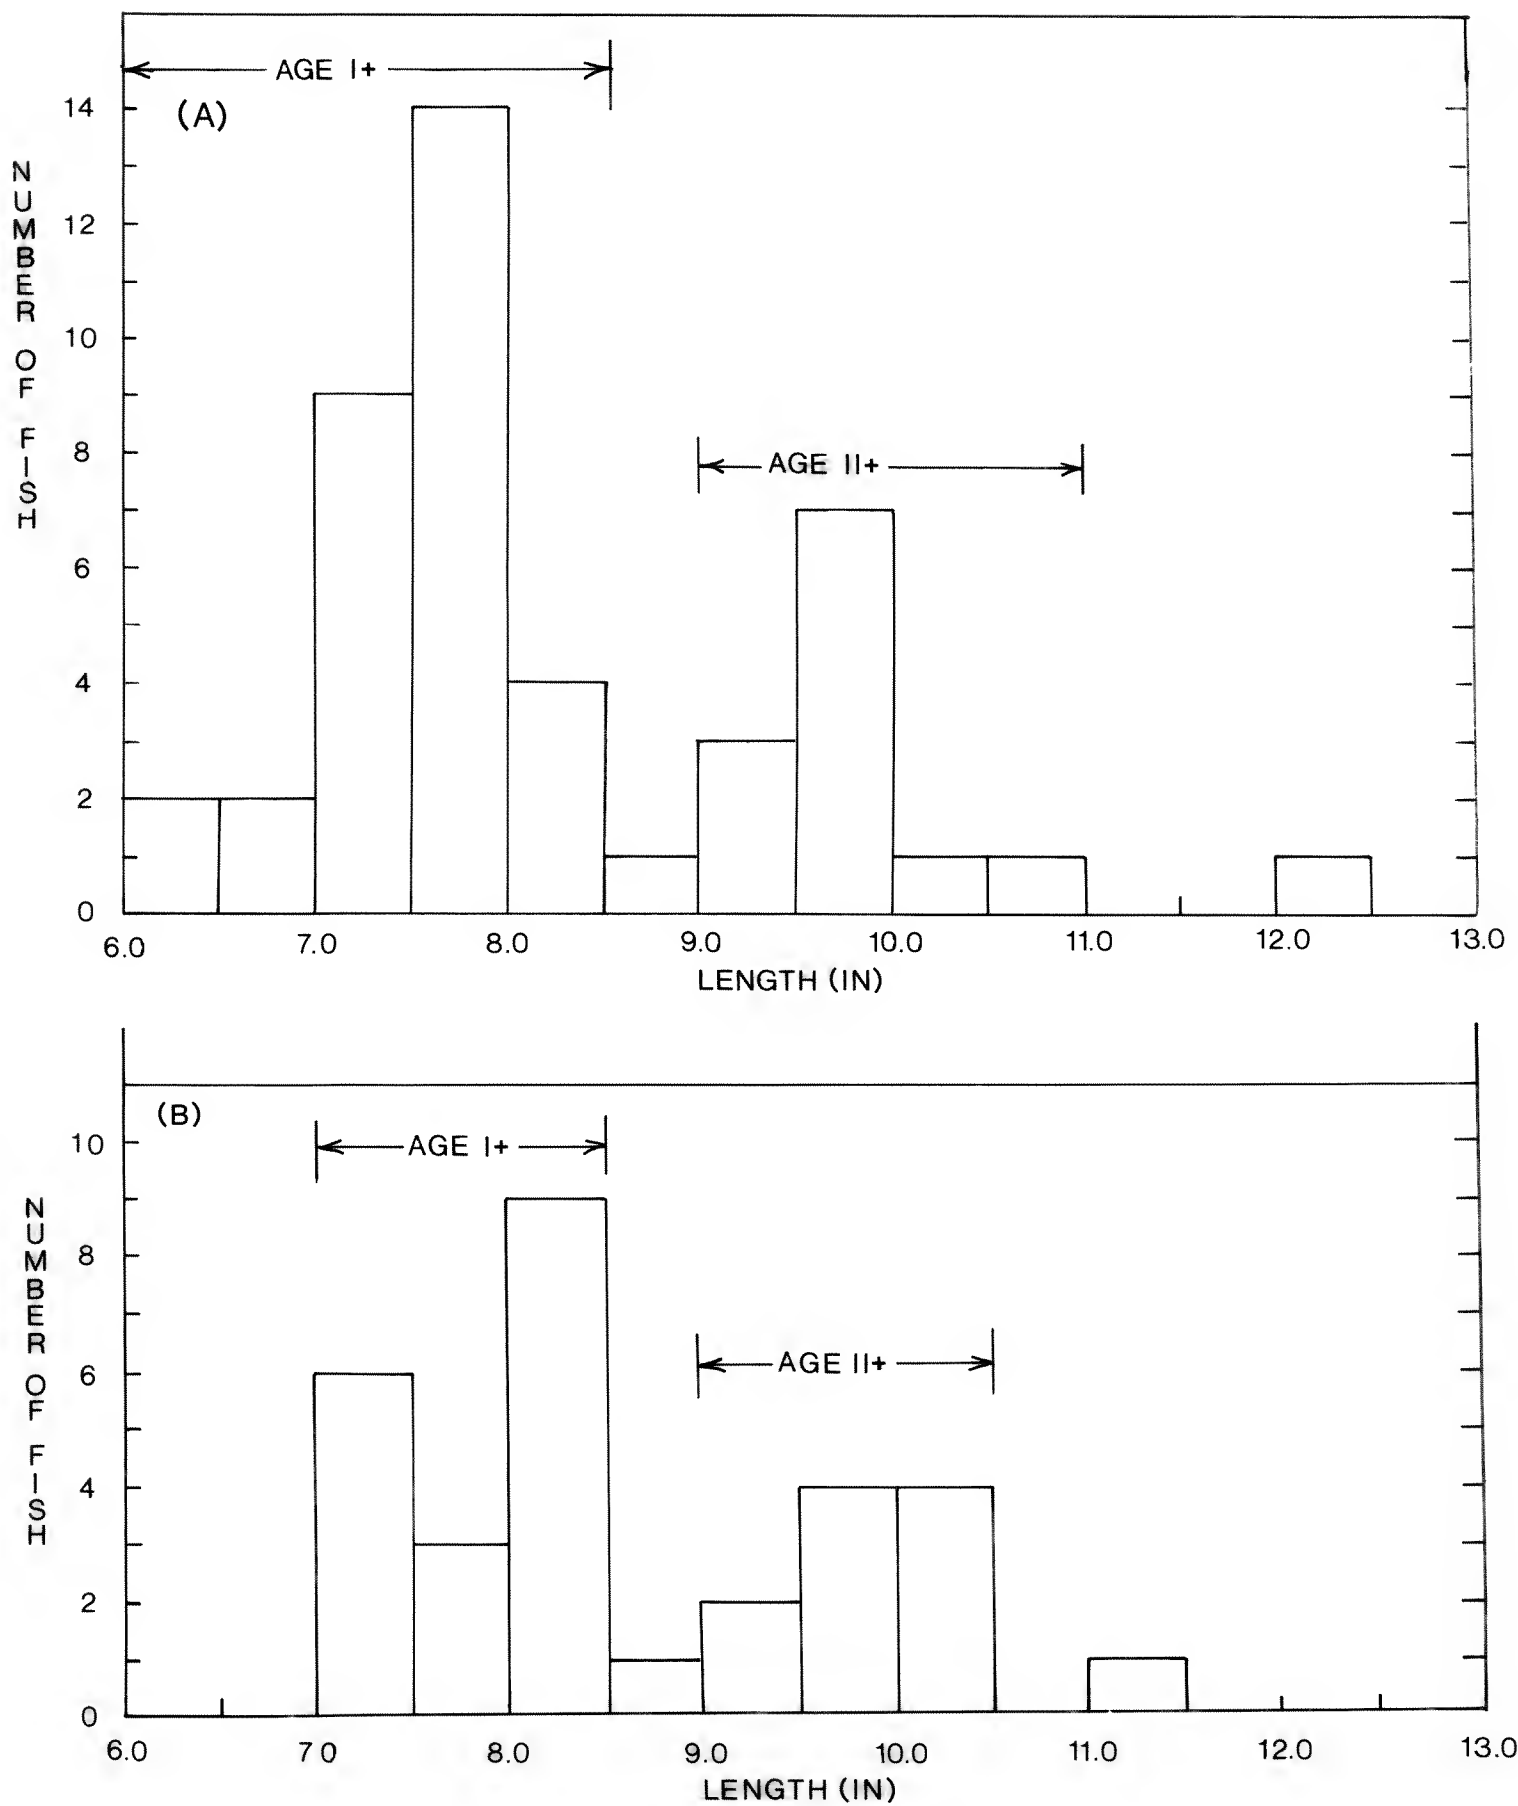 AGE I+
(A)
14
12
10
8
6
4
2
0
NUMBER OF FISH
AGE II+
6.0 7.0 8.0 9.0 10.0 11.0 12.0 13.0
LENGTH (IN)
(B)
AGE I+
10
8
6
4
2
0
NUMBER OF FISH
AGE II+
6.0 7 0 8.0 9.0 10.0 11.0 12.0 13.0
LENGTH (IN)